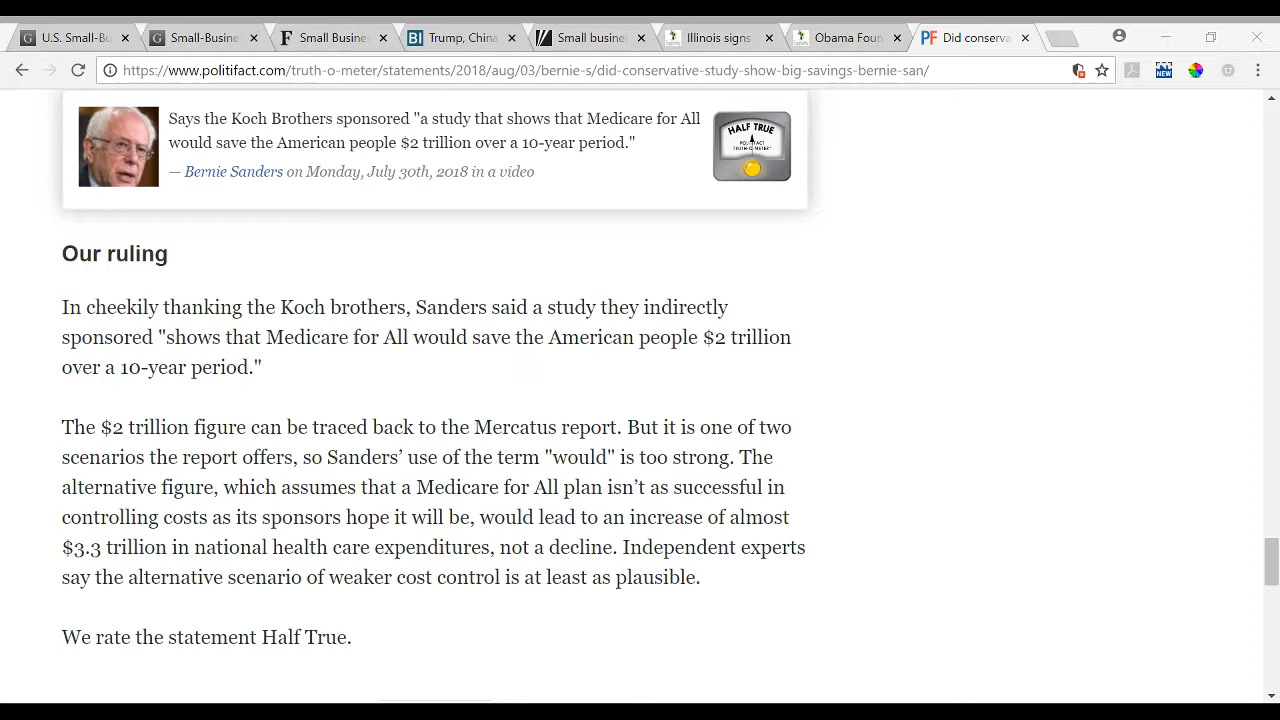 U.S. Small-Bu
Small-Busine
Small Busine
Trump, China
Small busine
Illinois signs
Obama Foun
Did conserva
https://www.politifact.com/truth-o-meter/statements/2018/aug/03/bernie-s/did-conservative-study-show-big-savings-bernie-san/
Says the Koch Brothers sponsored "a study that shows that Medicare for All
would save the American people $2 trillion over a 10-year period."
— Bernie Sanders on Monday, July 30th, 2018 in a video
HALF TRUE
POLITIFACT
TRUTH-O-METER
Our ruling
In cheekily thanking the Koch brothers, Sanders said a study they indirectly
sponsored "shows that Medicare for All would save the American people $2 trillion
over a 10-year period."
The $2 trillion figure can be traced back to the Mercatus report. But it is one of two
scenarios the report offers, so Sanders’ use of the term "would" is too strong. The
alternative figure, which assumes that a Medicare for All plan isn’t as successful in
controlling costs as its sponsors hope it will be, would lead to an increase of almost
$3.3 trillion in national health care expenditures, not a decline. Independent experts
say the alternative scenario of weaker cost control is at least as plausible.
We rate the statement Half True.